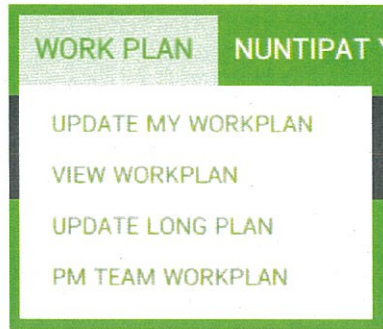 WORK PLAN NUNTIPAT
UPDATE MY WORKPLAN
VIEW WORKPLAN
UPDATE LONG PLAN
PM TEAM WORKPLAN